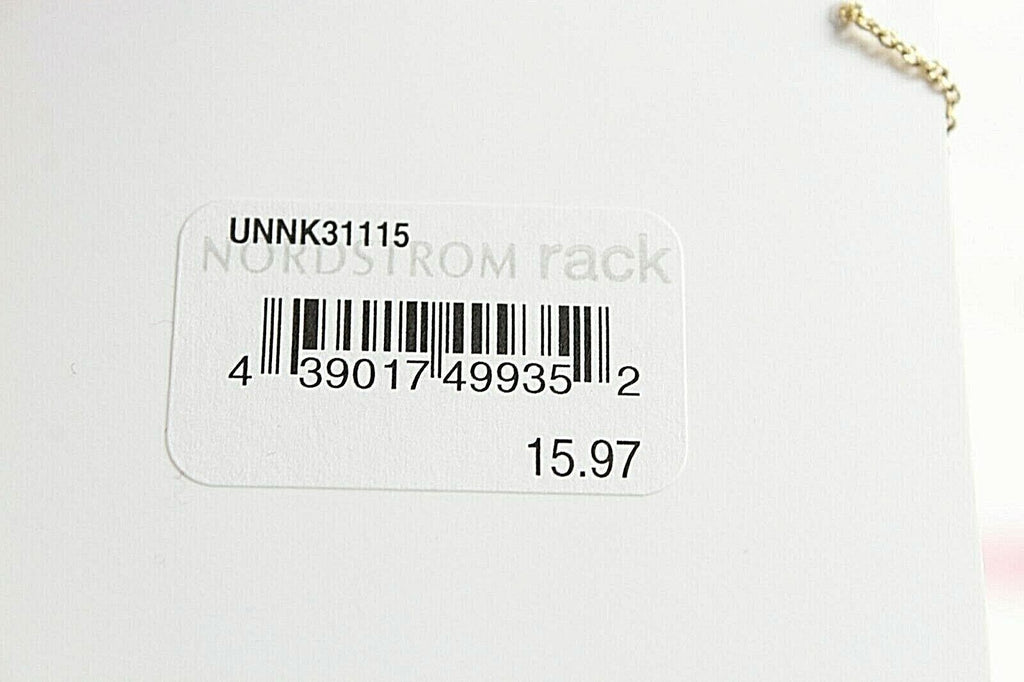 UNNK31115
NORDSTROM rack
4 39017 49935 2
15.97